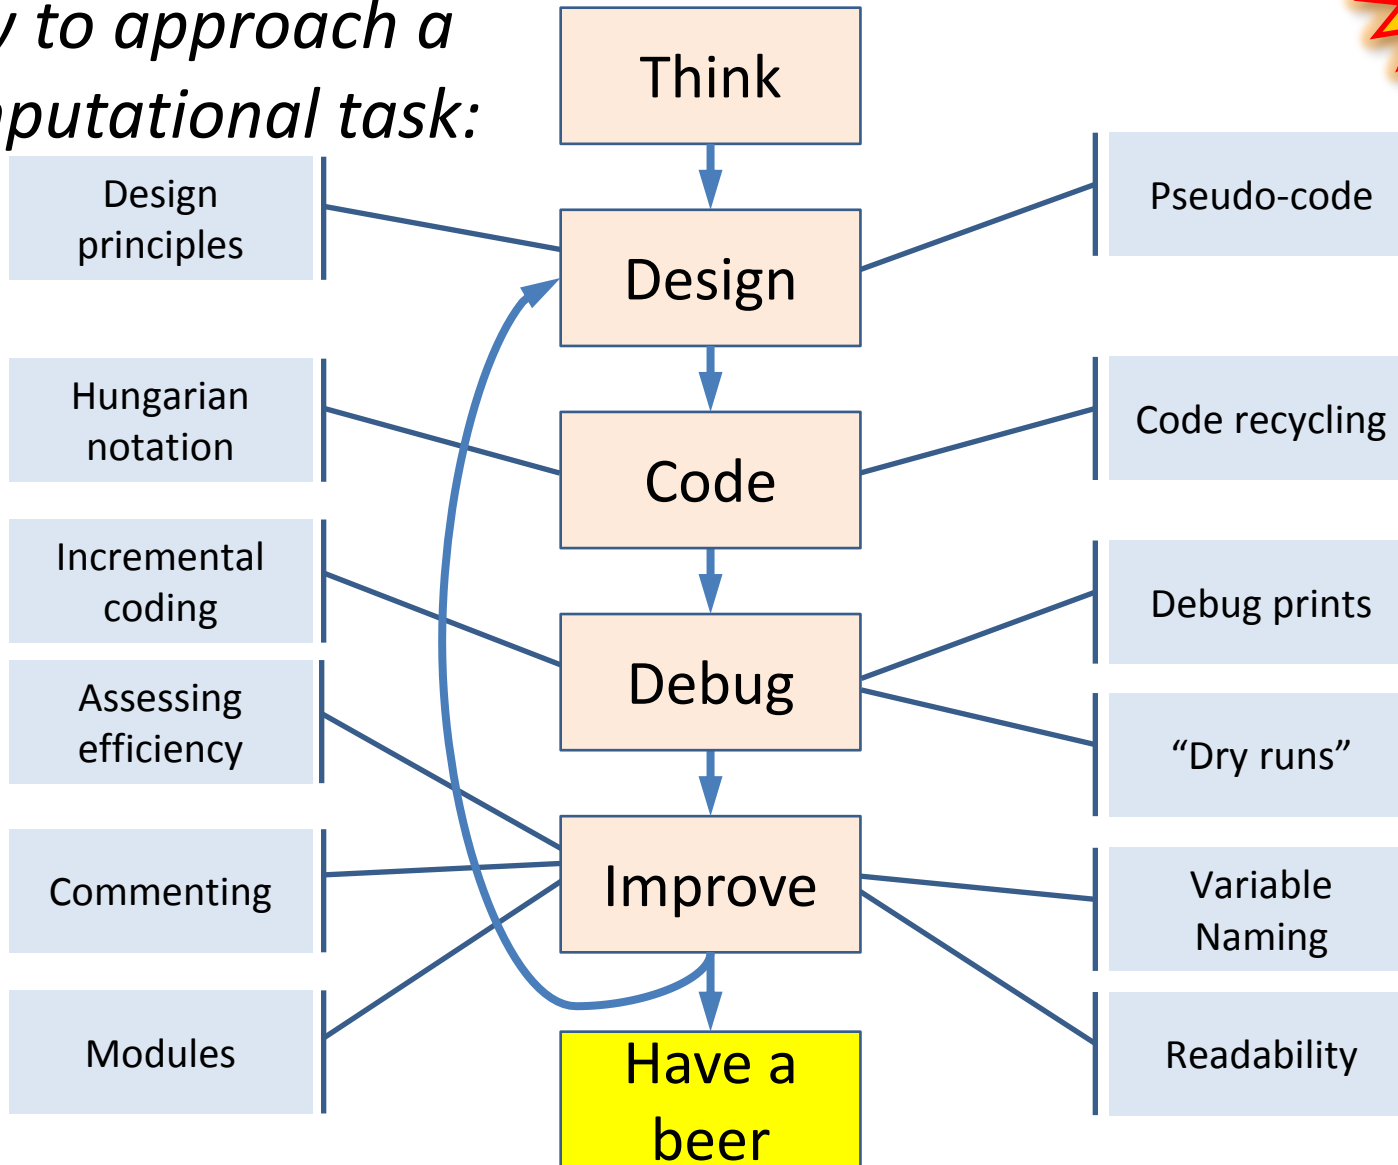 to approach a
putational task:
Think
Design
principles
Pseudo-code
Design
Hungarian
notation
Code recycling
Code
Incremental
coding
Debug prints
Debug
Assessing
efficiency
“Dry runs”
Improve
Commenting
Variable
Naming
Modules
Readability
Have a
beer